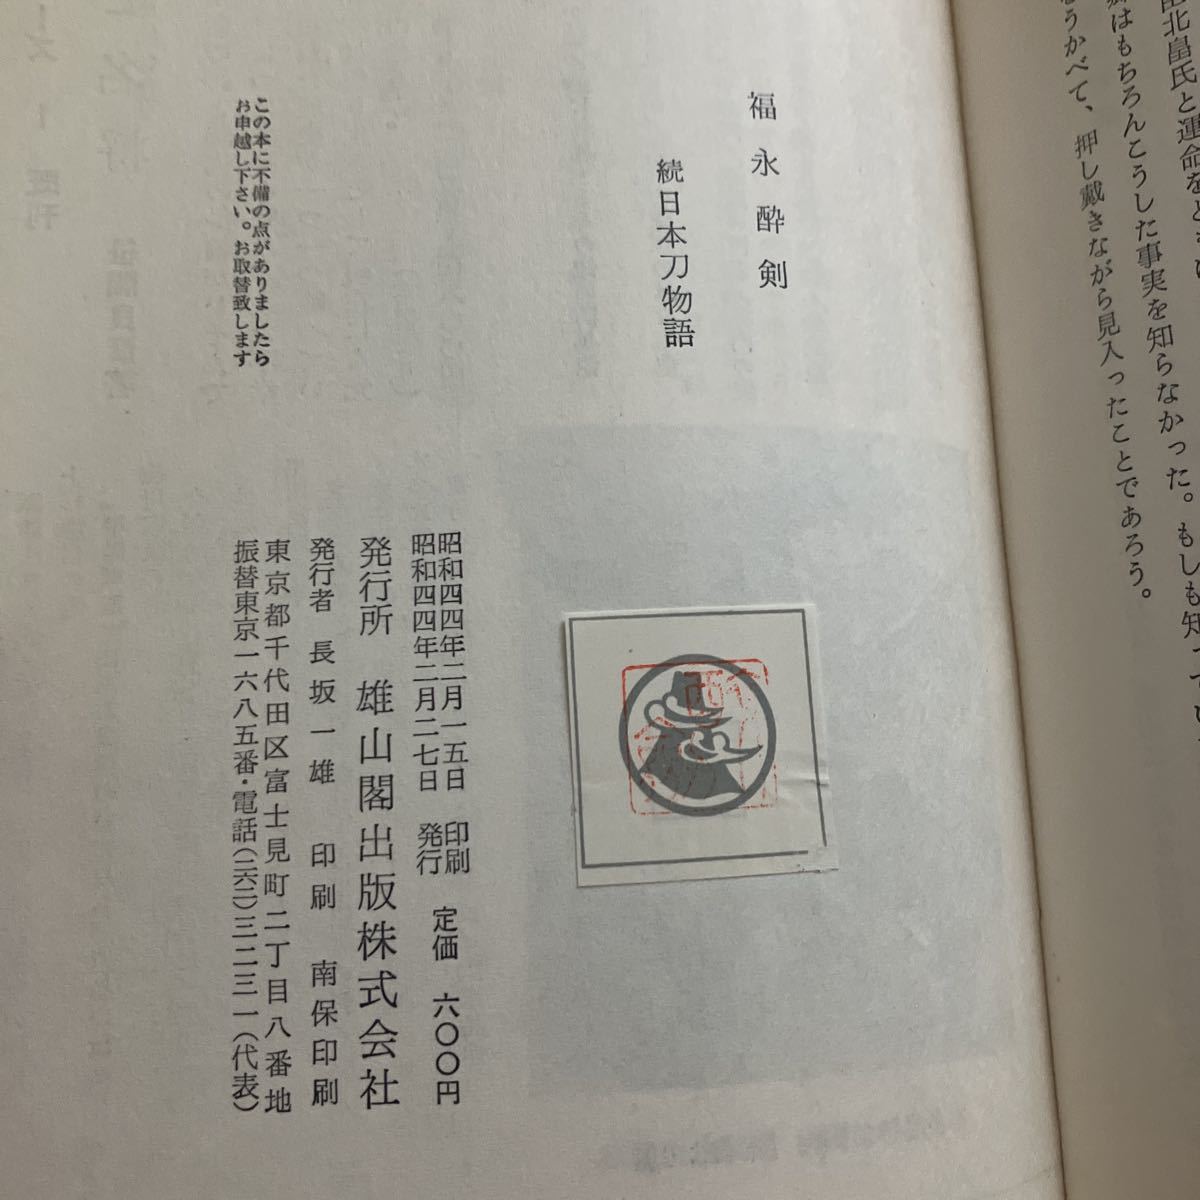 北畠氏と運命をと
はもちろんこうした事実を知らなかった。もしも知ってい
うかべて、押し戴きながら見入ったことであろう。
福永酔剣
続日本刀物語
この本に不備の点がありましたら
お申越し下さい。お取替致します
昭和四四年二月一五日 印刷
昭和四四年二月二七日 発行
定価 六〇〇円
発行所 雄山閣出版株式会社
発行者 長坂一雄 印刷 南保印刷
東京都千代田区富士見町二丁目八番地
振替東京一六八五番・電話(二六二)三二三一(代表)